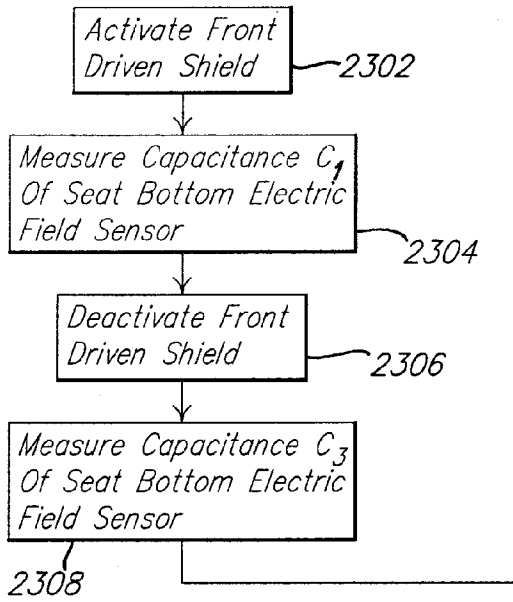 Activate Front
Driven Shield
2302
Measure Capacitance C1
Of Seat Bottom Electric
Field Sensor
2304
Deactivate Front
Driven Shield
2306
Measure Capacitance C3
Of Seat Bottom Electric
Field Sensor
2308